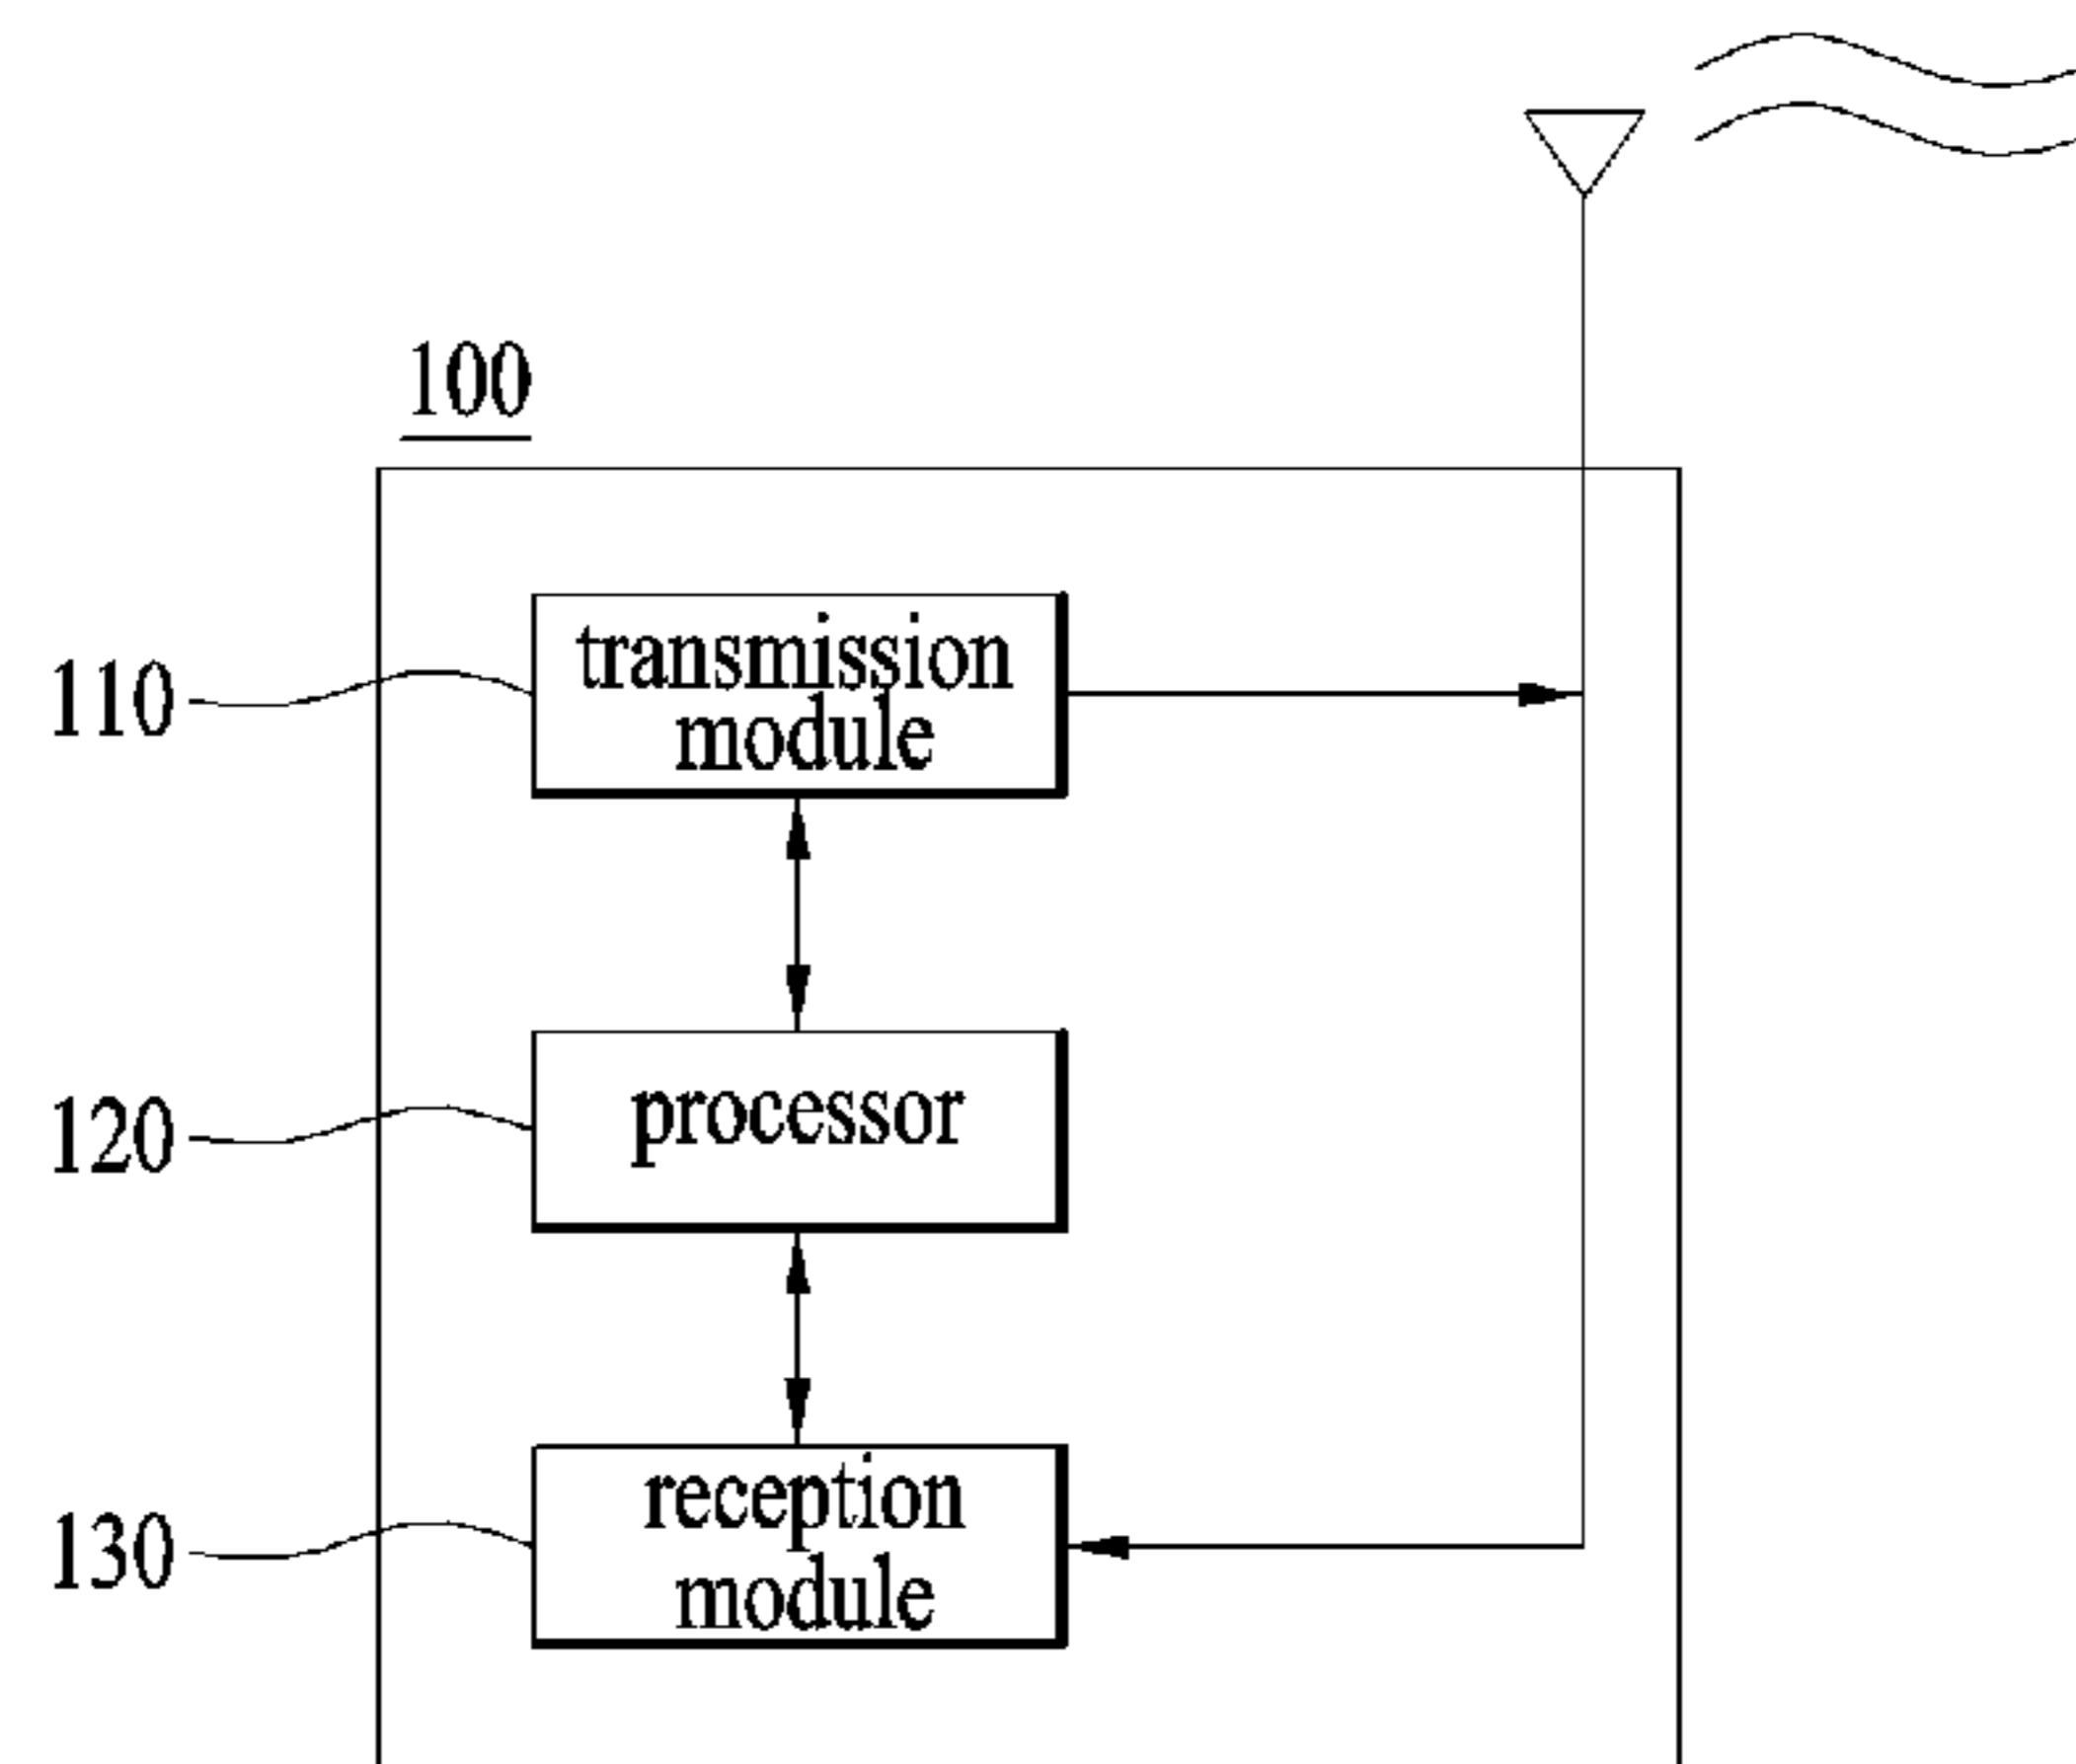 100
110
transmission
module
120
processor
130
reception
module